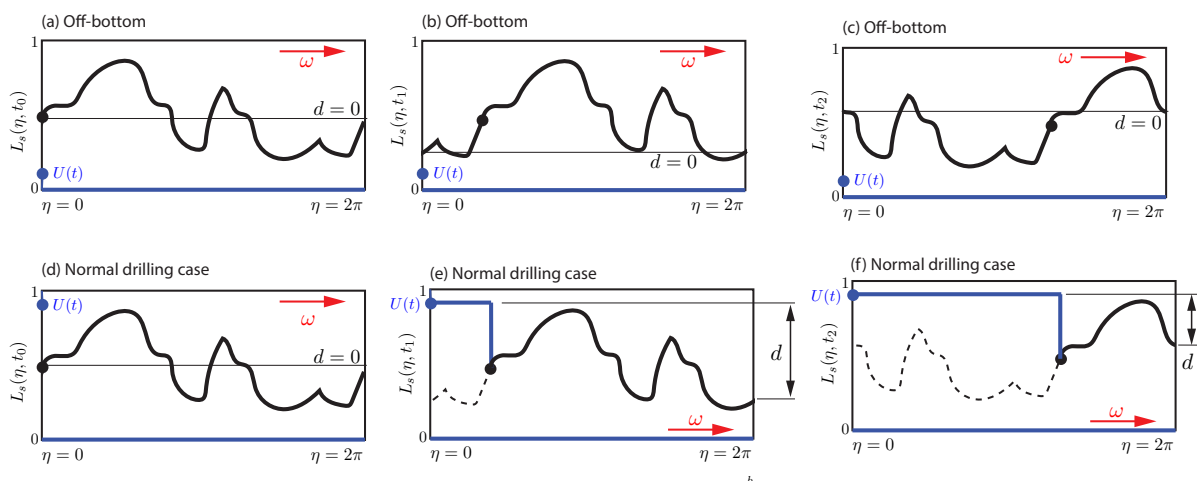 (a) Off-bottom
1
ω
d = 0
L_s(η, t_0)
U(t)
0
η = 0
η = 2π
(b) Off-bottom
1
ω
L_s(η, t_1)
d = 0
U(t)
0
η = 0
η = 2π
(c) Off-bottom
1
ω
L_s(η, t_2)
d = 0
U(t)
0
η = 0
η = 2π
(d) Normal drilling case
1
U(t)
ω
d = 0
L_s(η, t_0)
0
η = 0
η = 2π
(e) Normal drilling case
1
U(t)
L_s(η, t_1)
d
ω
0
η = 0
η = 2π
b
(f) Normal drilling case
1
U(t)
L_s(η, t_2)
d
ω
0
η = 0
η = 2π